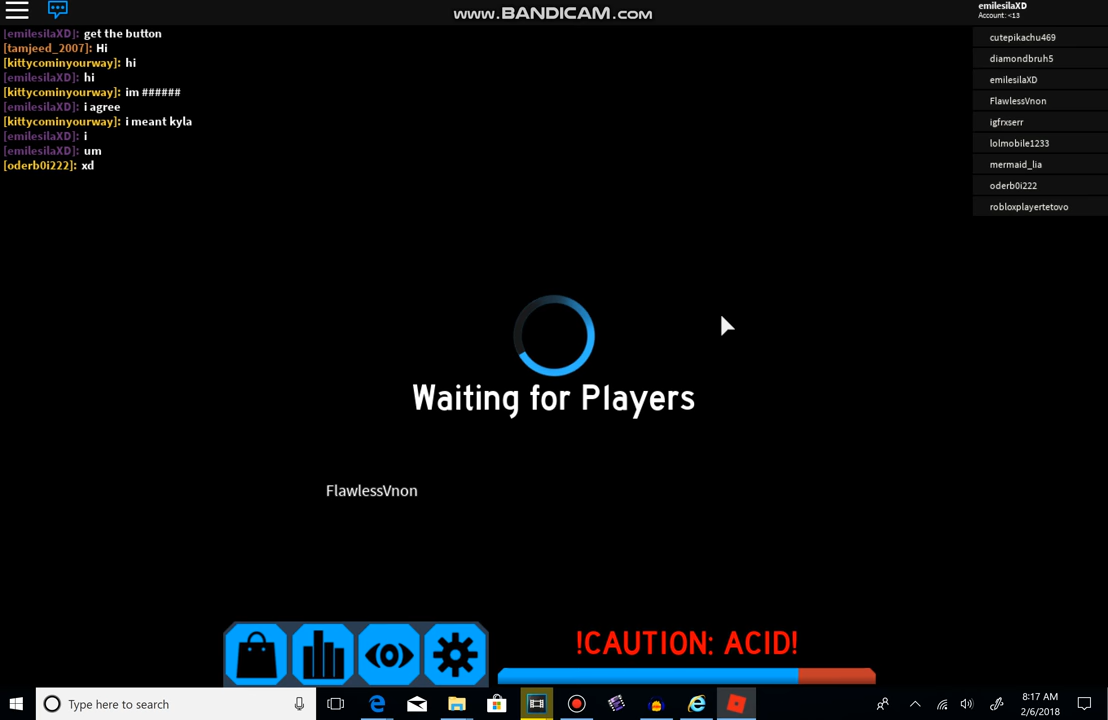 www.BANDICAM.com
emilesilaXD
Account: <13
[emilesilaXD]: get the button
[tamjeed_2007]: Hi
[kittycominyourway]: hi
[emilesilaXD]: hi
[kittycominyourway]: im ######
[emilesilaXD]: i agree
[kittycominyourway]: i meant kyla
[emilesilaXD]: i
[emilesilaXD]: um
[oderb0i222]: xd
cutepikachu469
diamondbruh5
emilesilaXD
FlawlessVnon
igfrxserr
lolmobile1233
mermaid_lia
oderb0i222
robloxplayertetovo
Waiting for Players
FlawlessVnon
!CAUTION: ACID!
Type here to search
8:17 AM
2/6/2018